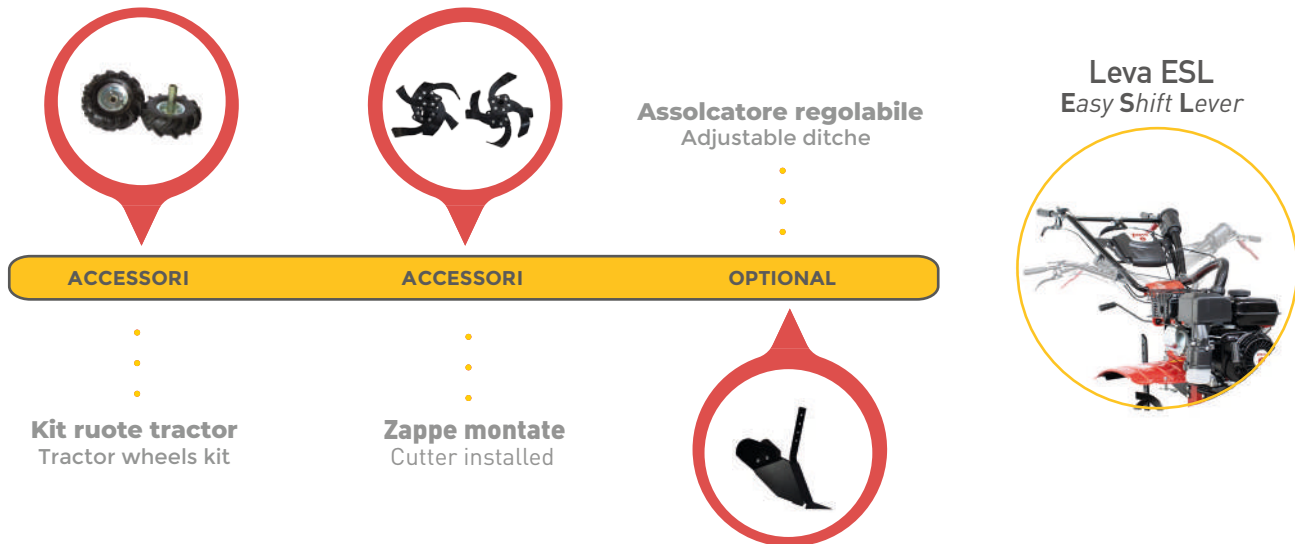 Assolcatore regolabile
Adjustable ditche
Leva ESL
Easy Shift Lever
ACCESSORI
ACCESSORI
OPTIONAL
Kit ruote tractor
Tractor wheels kit
Zappe montate
Cutter installed